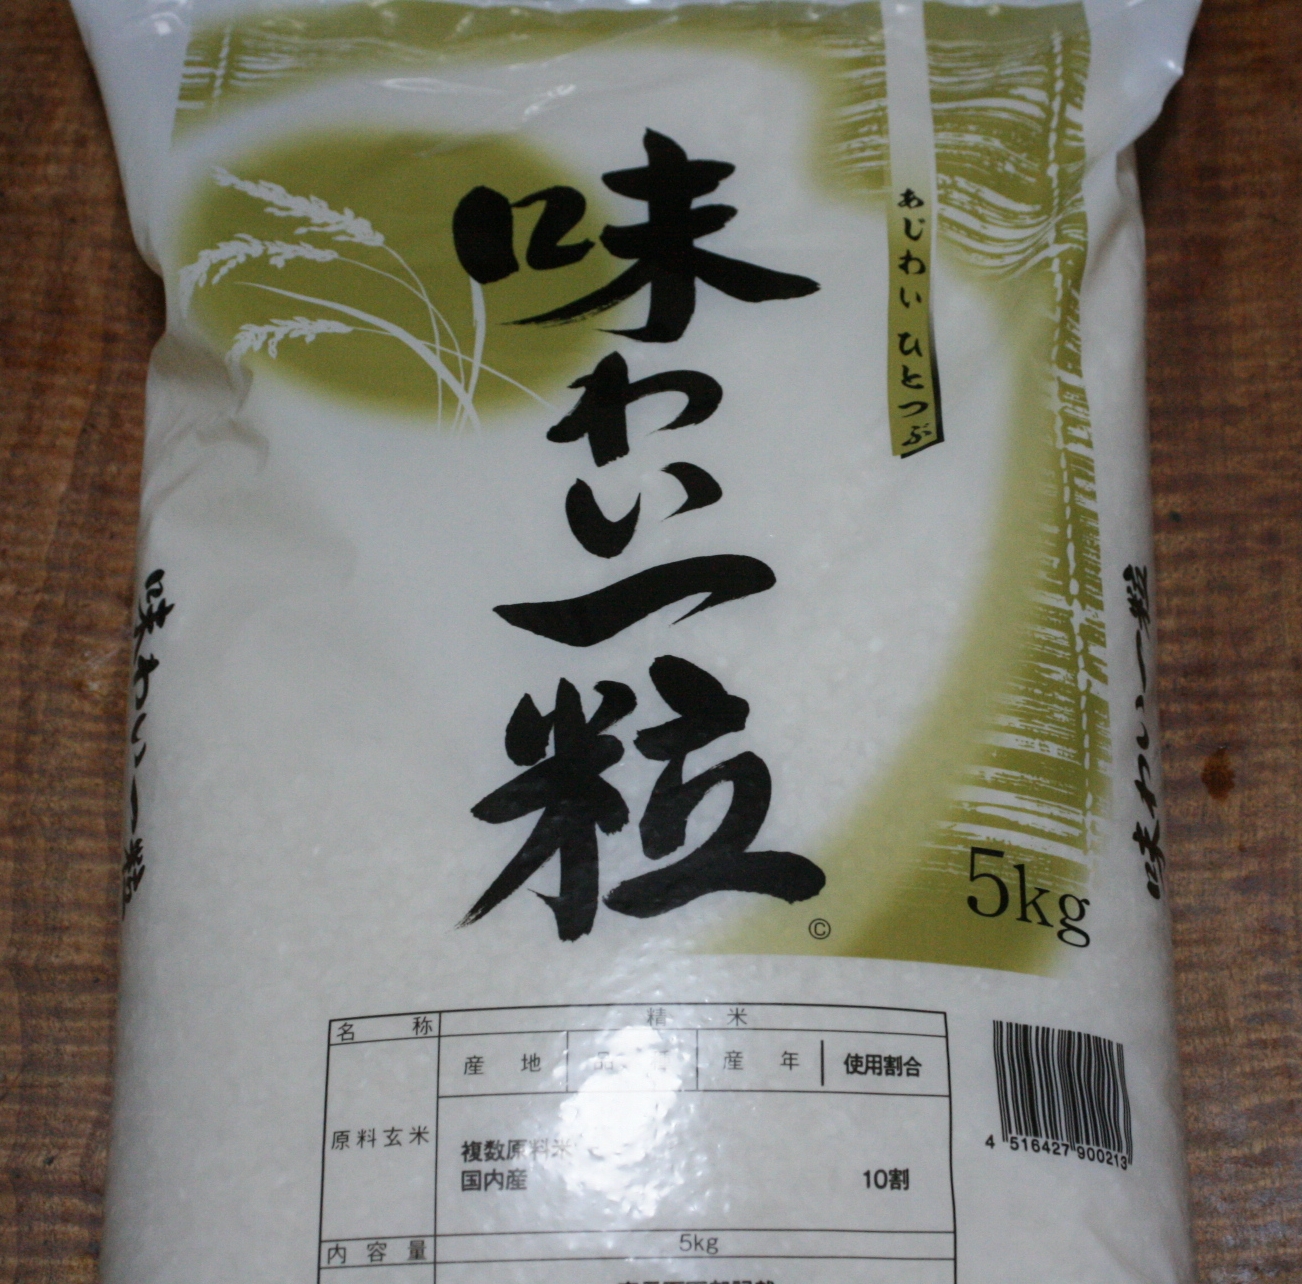 味わい一粒
あじわい ひとつぶ
味わい一粒
味わい一粒
5kg
©
名称 精米
産地 品種 産年 使用割合
原料玄米
複数原料米
国内産 10割
内容量 5kg
4 516427 900213